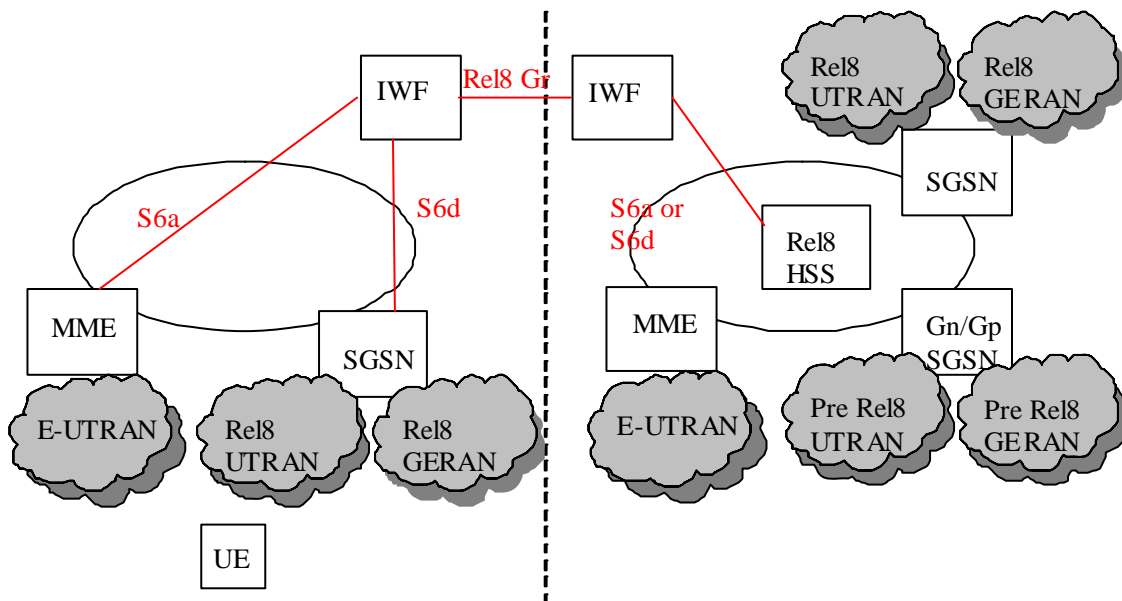 IWF
Rel8 Gr
IWF
Rel8
UTRAN
Rel8
GERAN
SGSN
S6a
S6d
S6a or
S6d
Rel8
HSS
MME
SGSN
MME
Gn/Gp
SGSN
E-UTRAN
Rel8
UTRAN
Rel8
GERAN
E-UTRAN
Pre Rel8
UTRAN
Pre Rel8
GERAN
UE